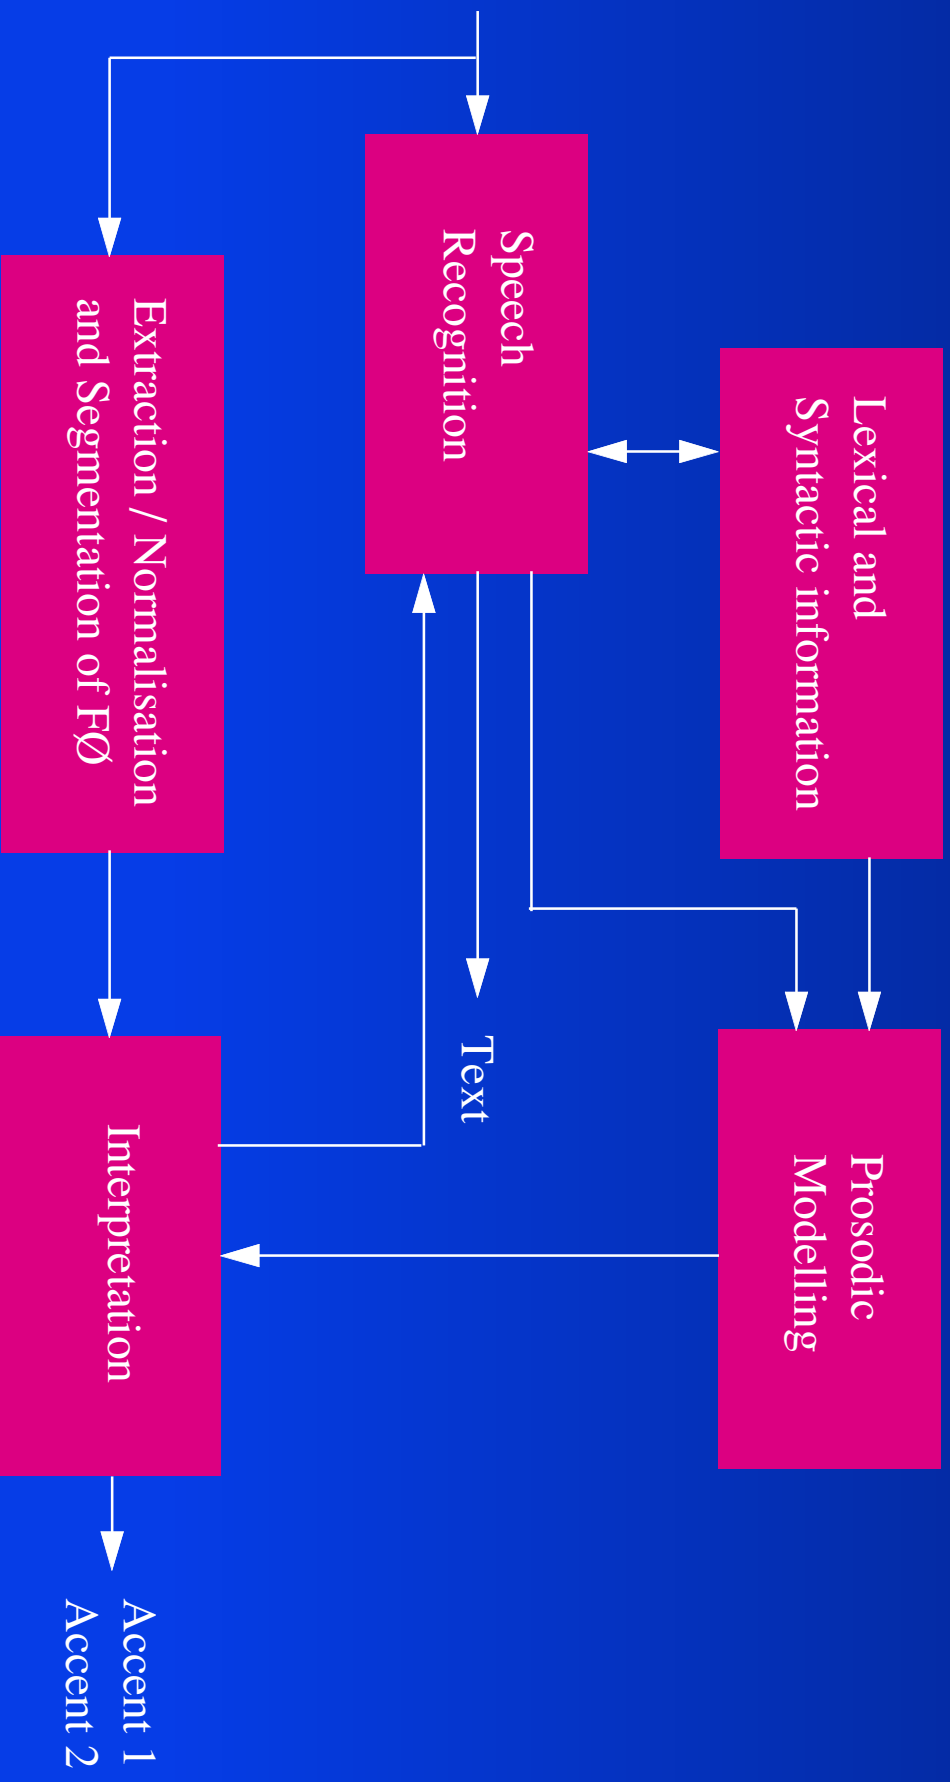 Lexical and
Syntactic information
Prosodic
Modelling
Speech
Recognition
Text
Extraction / Normalisation
and Segmentation of FØ
Interpretation
Accent 1
Accent 2